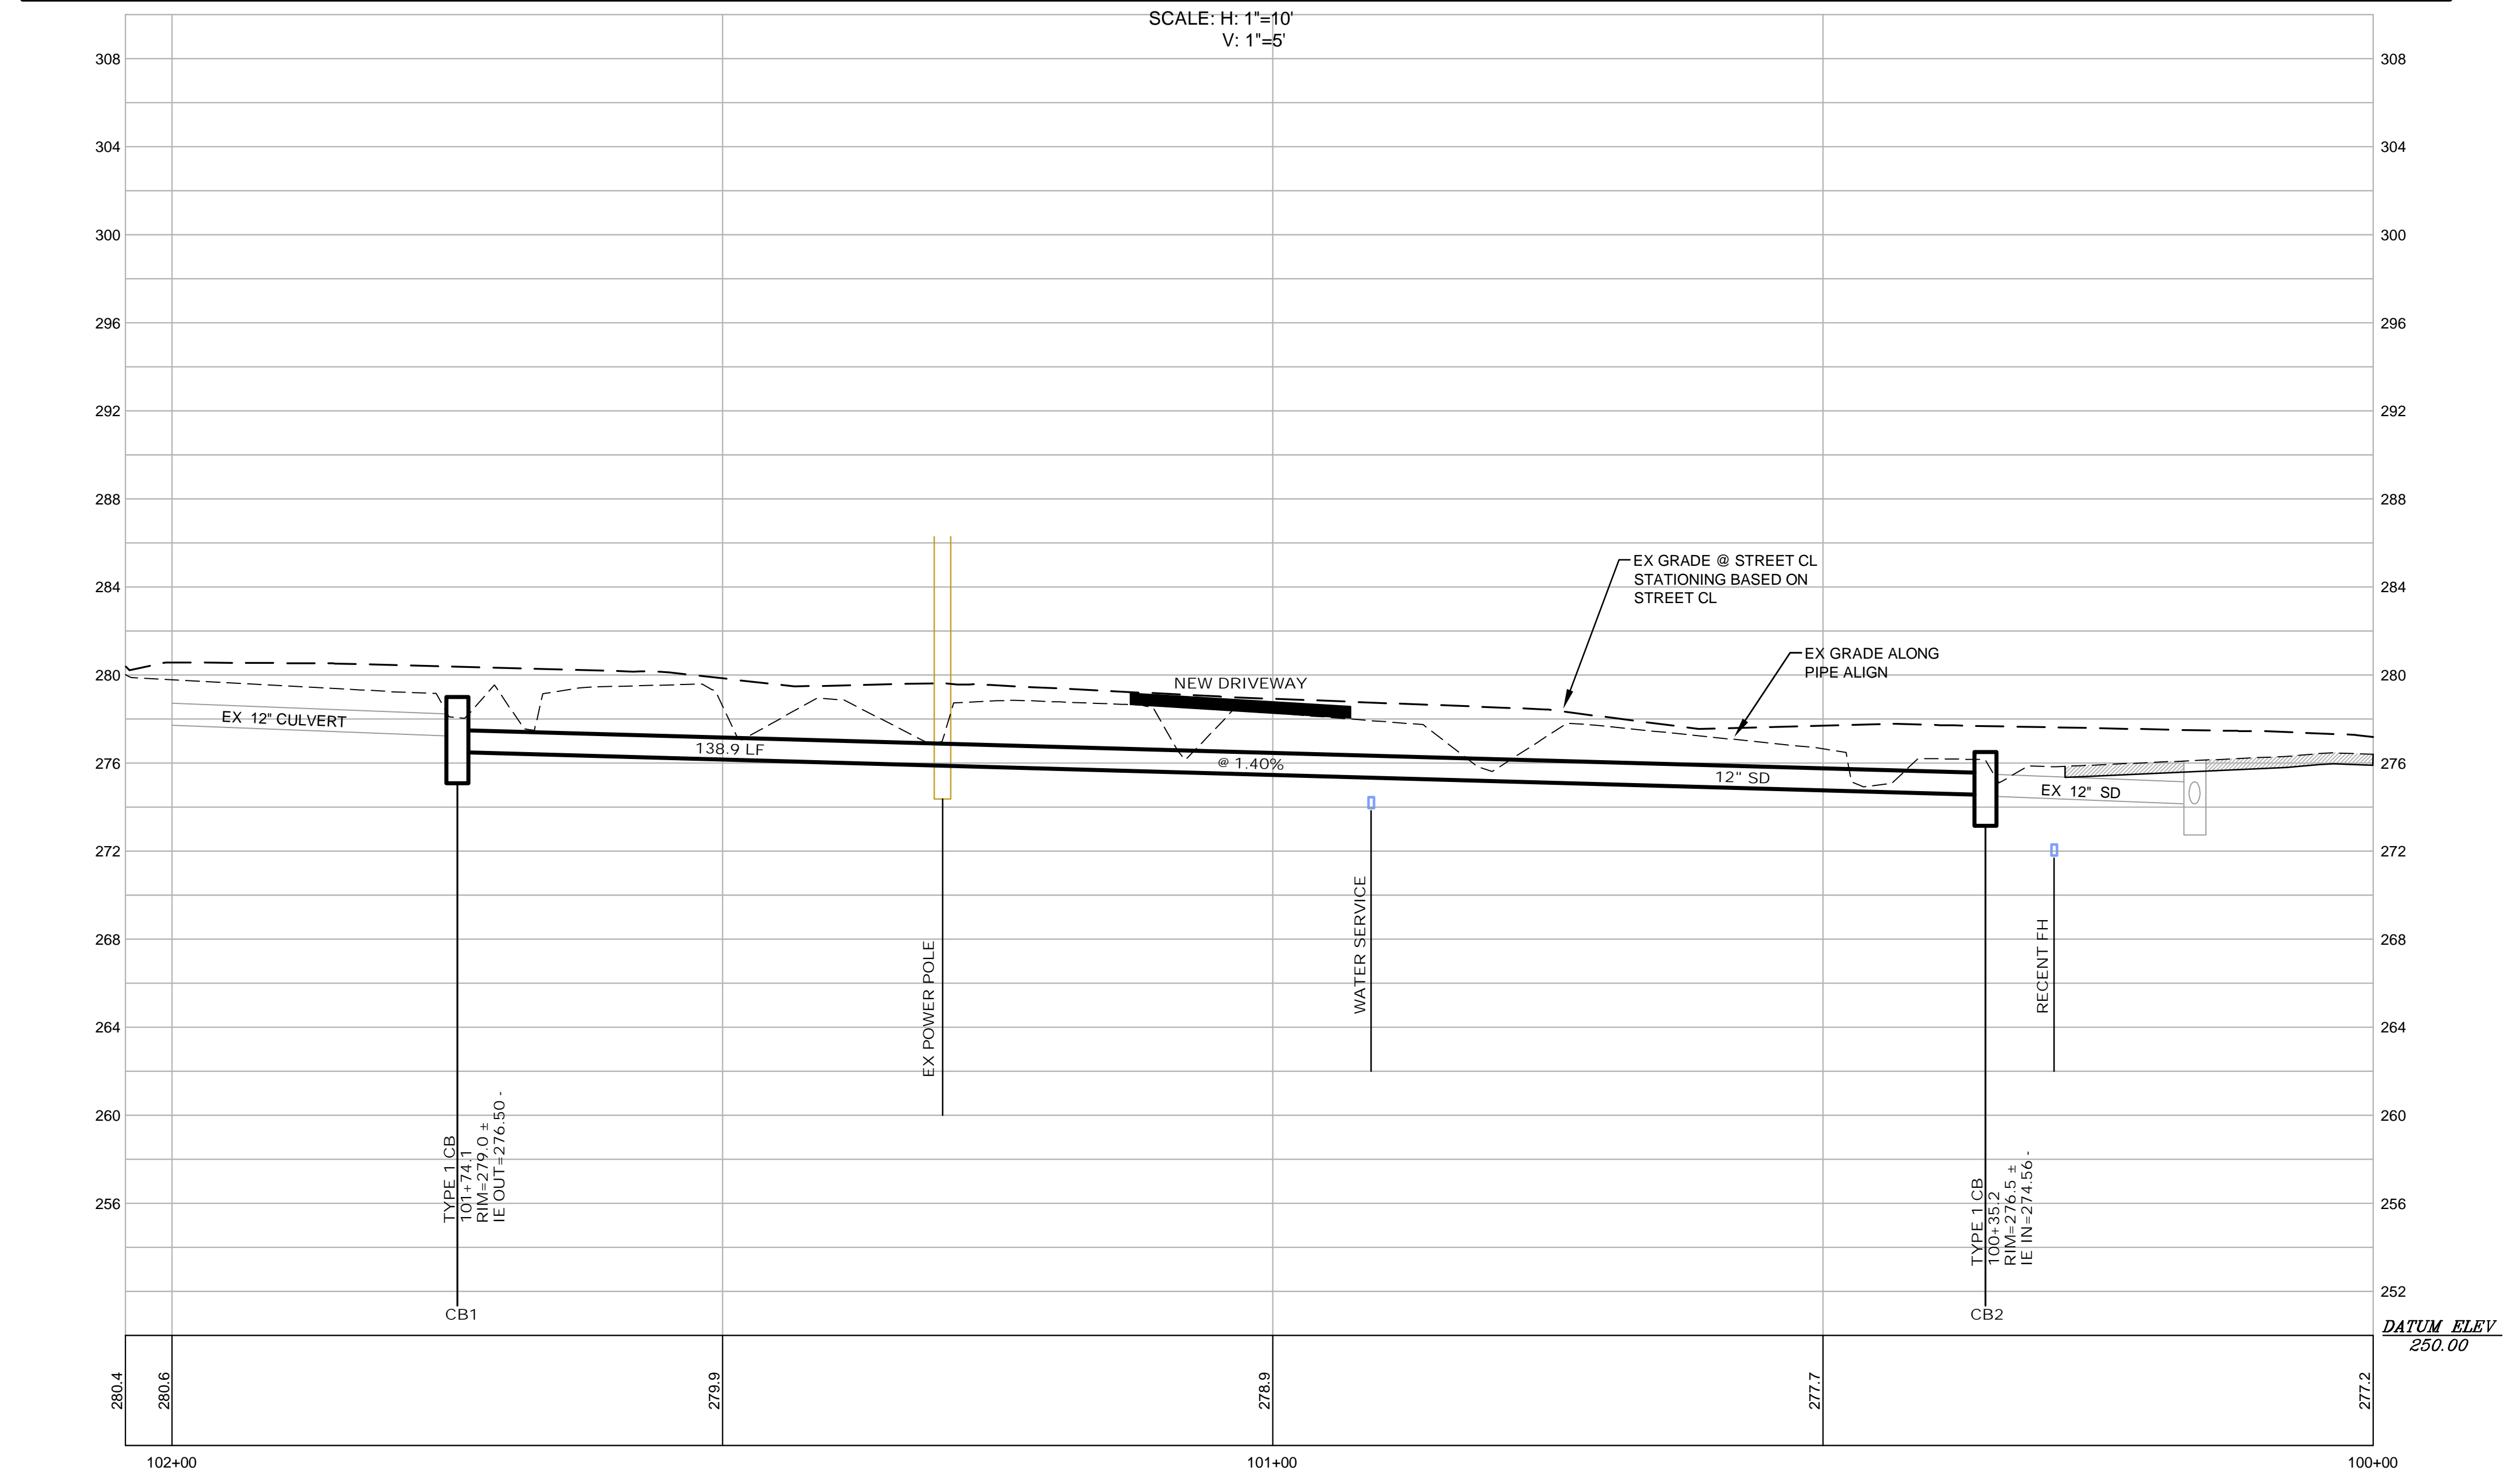 SCALE: H: 1"=10'
V: 1"=5'
308 308
304 304
300 300
296 296
292 292
288 288
284 284
280 280
276 276
272 272
268 268
264 264
260 260
256 256
252
EX GRADE @ STREET CL
STATIONING BASED ON
STREET CL
EX GRADE ALONG
PIPE ALIGN
NEW DRIVEWAY
EX 12" CULVERT
138.9 LF
@ 1.40%
12" SD
EX 12" SD
EX POWER POLE
WATER SERVICE
RECENT FH
TYPE 1 CB
101+74.1
RIM=279.0 ±
IE OUT=276.50 -
CB1
TYPE 1 CB
100+35.2
RIM=276.5 ±
IE IN=274.56 -
CB2
DATUM ELEV
250.00
280.4
280.6
279.9
278.9
277.7
277.2
102+00
101+00
100+00